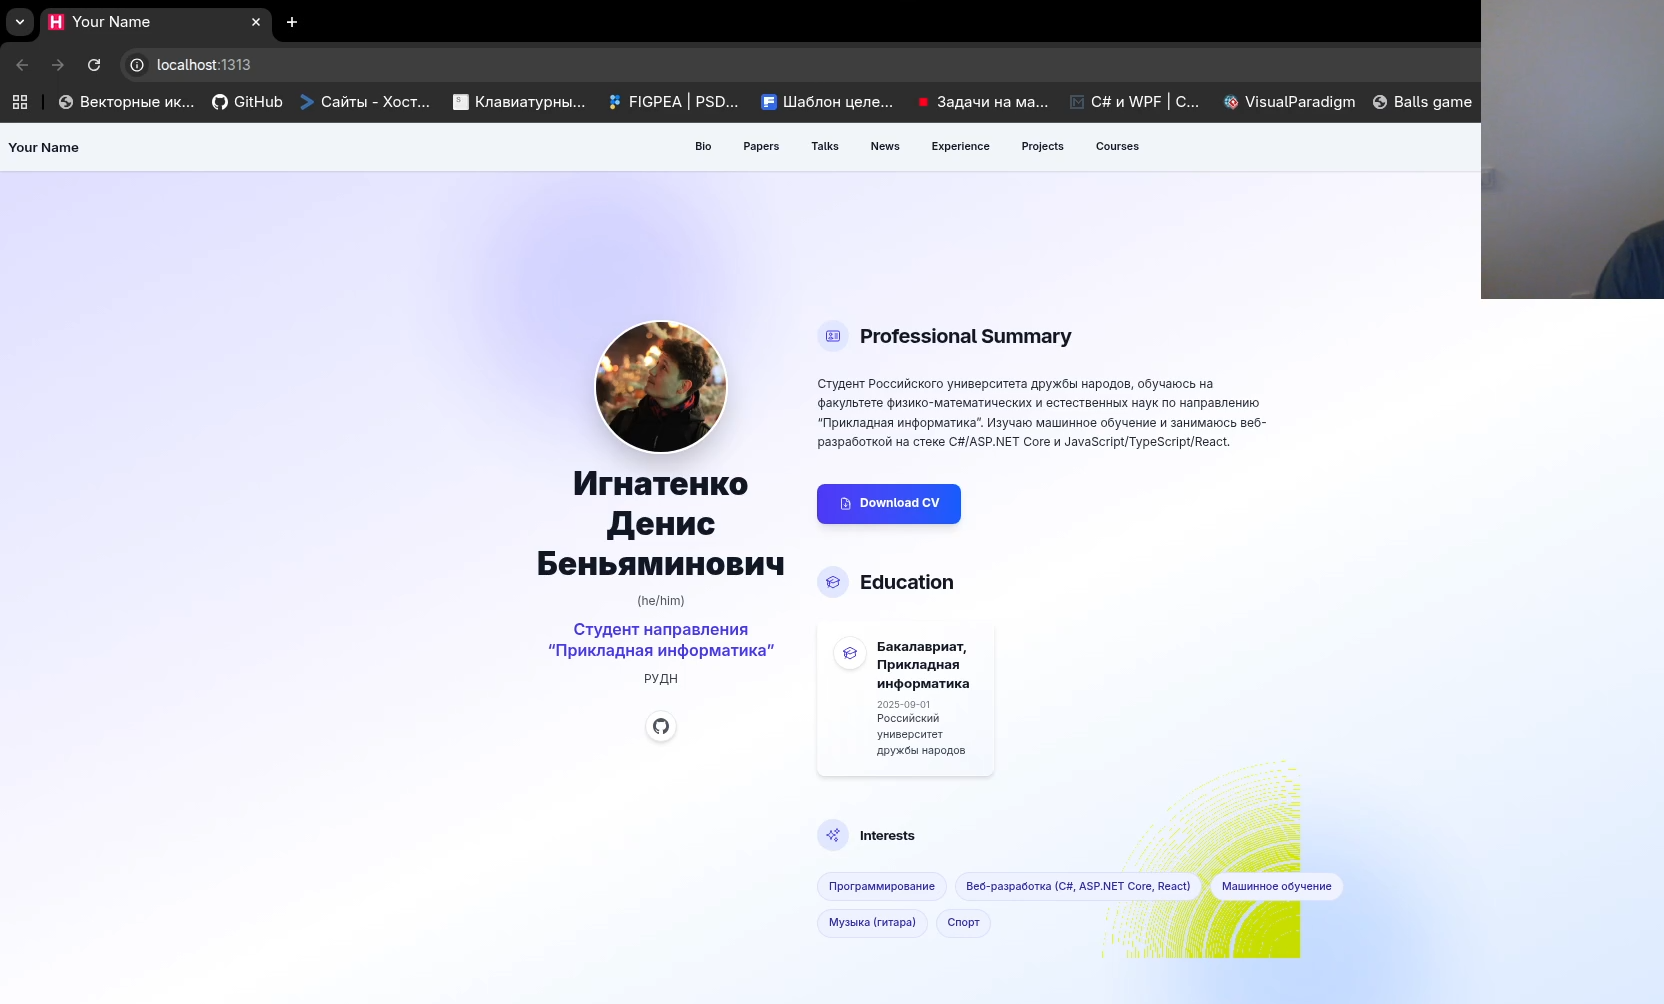 Your Name
localhost:1313
Векторные ик...
GitHub
Сайты - Хост...
Клавиатурны...
FIGPEA | PSD...
Шаблон целе...
Задачи на ма...
C# и WPF | С...
VisualParadigm
Balls game
Your Name
Bio
Papers
Talks
News
Experience
Projects
Courses
Игнатенко
Денис
Беньяминович
(he/him)
Студент направления
“Прикладная информатика”
РУДН
Professional Summary
Студент Российского университета дружбы народов, обучаюсь на
факультете физико-математических и естественных наук по направлению
“Прикладная информатика”. Изучаю машинное обучение и занимаюсь веб-
разработкой на стеке C#/ASP.NET Core и JavaScript/TypeScript/React.
Download CV
Education
Бакалавриат,
Прикладная
информатика
2025-09-01
Российский
университет
дружбы народов
Interests
Программирование
Веб-разработка (C#, ASP.NET Core, React)
Машинное обучение
Музыка (гитара)
Спорт